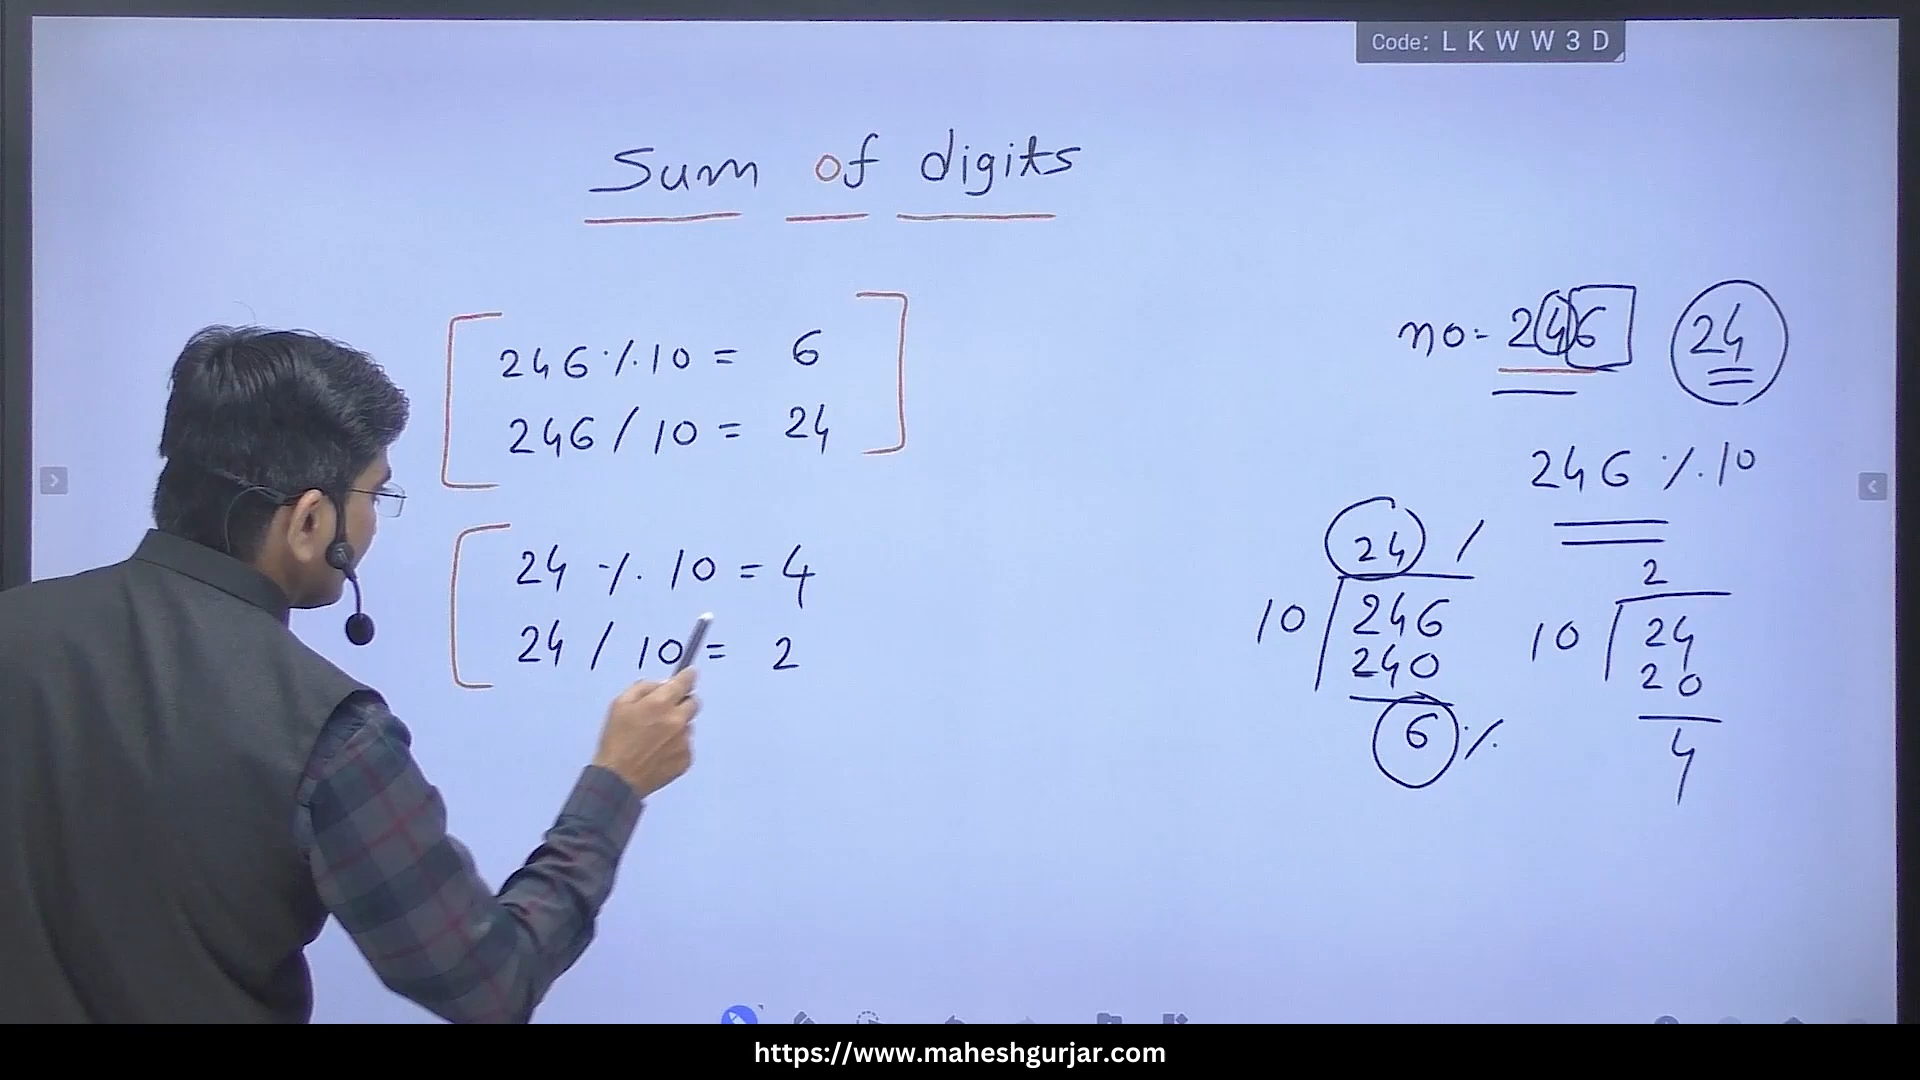 Code: L K W W 3 D
Sum of digits
246 % 10 = 6
246 / 10 = 24
24 % 10 = 4
24 / 10 = 2
no = 246 24
246 % 10
24 /
10 246
240
6 %
2
10 24
20
4
https://www.maheshgurjar.com